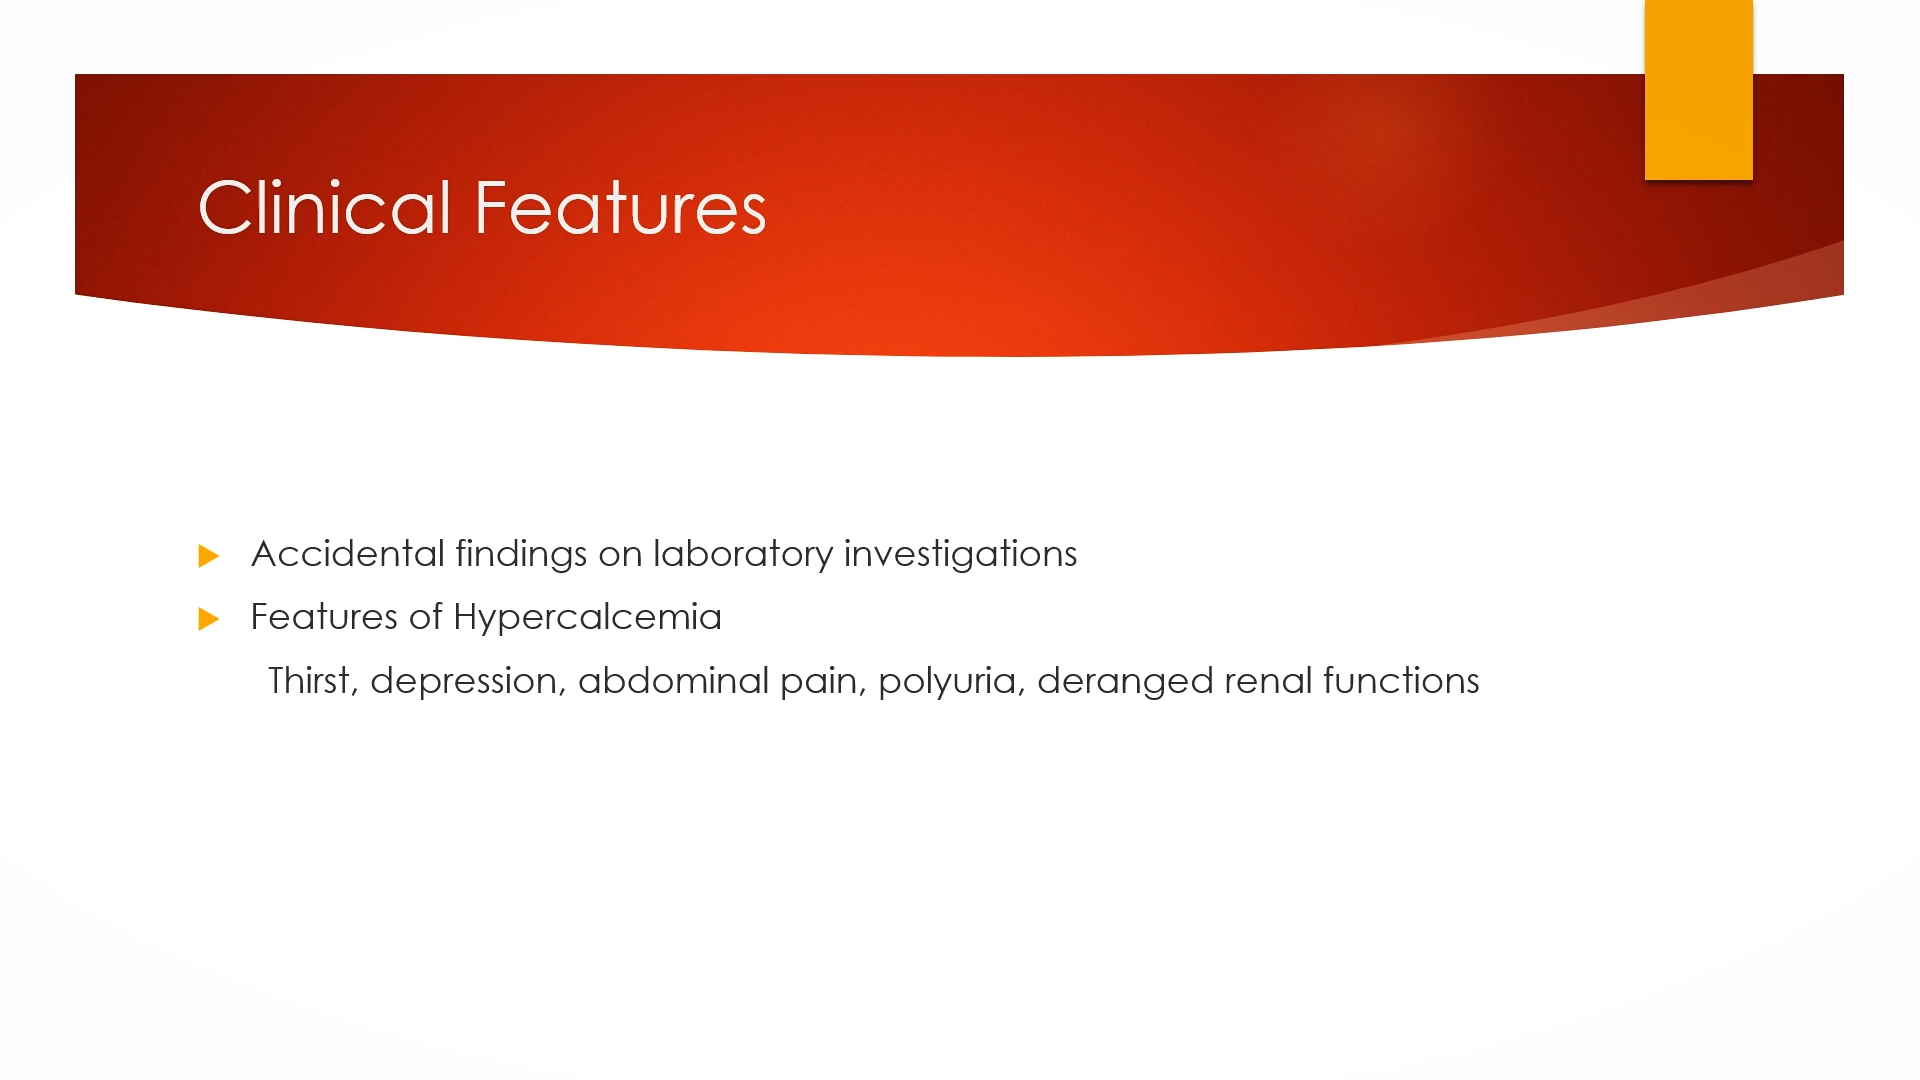 Clinical Features
Accidental findings on laboratory investigations
Features of Hypercalcemia
Thirst, depression, abdominal pain, polyuria, deranged renal functions